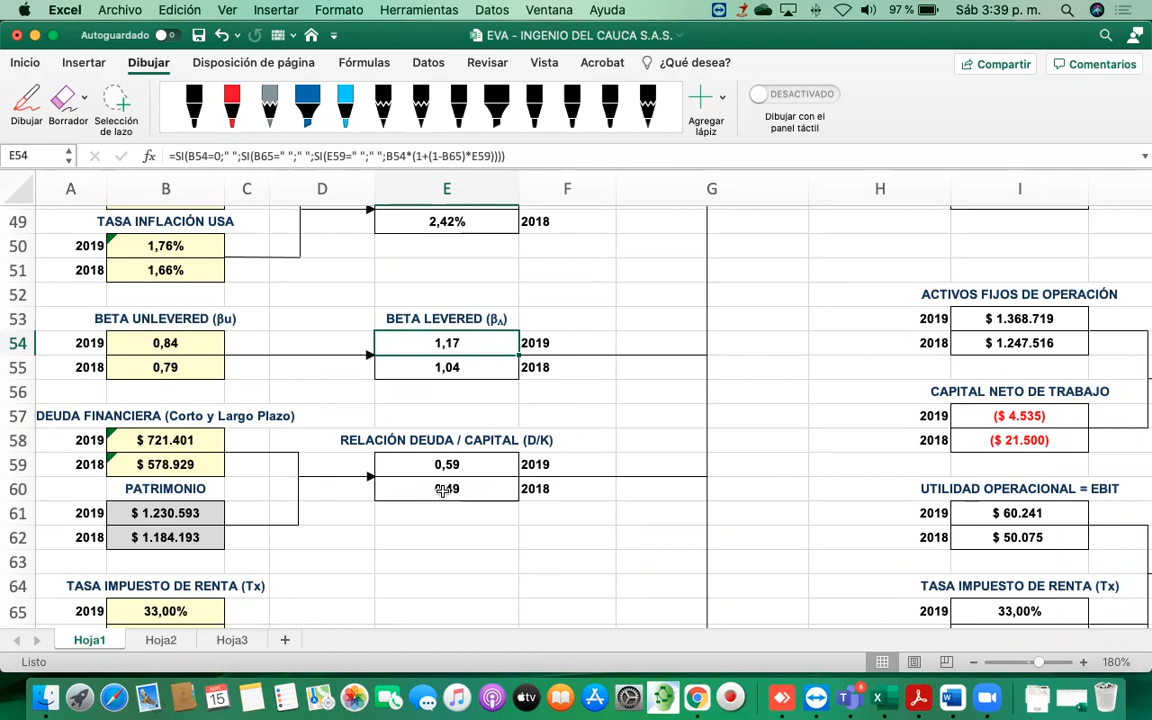 Excel Archivo Edición Ver Insertar Formato Herramientas Datos Ventana Ayuda 97 % Sáb 3:39 p. m.
Autoguardado EVA - INGENIO DEL CAUCA S.A.S.
Inicio Insertar Dibujar Disposición de página Fórmulas Datos Revisar Vista Acrobat ¿Qué desea? Compartir Comentarios
Dibujar Borrador Selección de lazo Agregar lápiz DESACTIVADO Dibujar con el panel táctil
E54 fx =SI(B54=0;" ";SI(B65=" ";" ";SI(E59=" ";" ";B54*(1+(1-B65)*E59))))
A B C D E F G H I
49 TASA INFLACIÓN USA 2,42% 2018
50 2019 1,76%
51 2018 1,66%
52 ACTIVOS FIJOS DE OPERACIÓN
53 BETA UNLEVERED (βu) BETA LEVERED (β_A) 2019 $ 1.368.719
54 2019 0,84 1,17 2019 2018 $ 1.247.516
55 2018 0,79 1,04 2018
56 CAPITAL NETO DE TRABAJO
57 DEUDA FINANCIERA (Corto y Largo Plazo) 2019 ($ 4.535)
58 2019 $ 721.401 RELACIÓN DEUDA / CAPITAL (D/K) 2018 ($ 21.500)
59 2018 $ 578.929 0,59 2019
60 PATRIMONIO 2018 UTILIDAD OPERACIONAL = EBIT
61 2019 $ 1.230.593 2019 $ 60.241
62 2018 $ 1.184.193 2018 $ 50.075
63
64 TASA IMPUESTO DE RENTA (Tx) TASA IMPUESTO DE RENTA (Tx)
65 2019 33,00% 2019 33,00%
Hoja1 Hoja2 Hoja3
Listo 180%
MAY 15